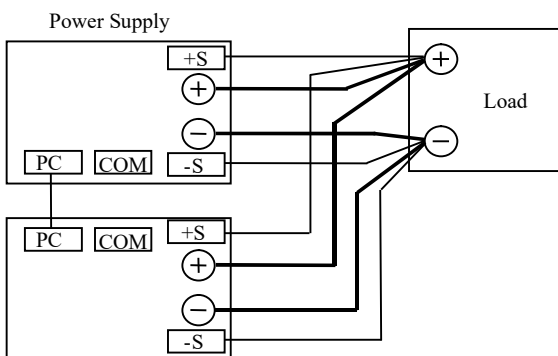 Power Supply
+S
+
−
-S
PC COM
PC COM
+S
+
−
-S
+
Load
−